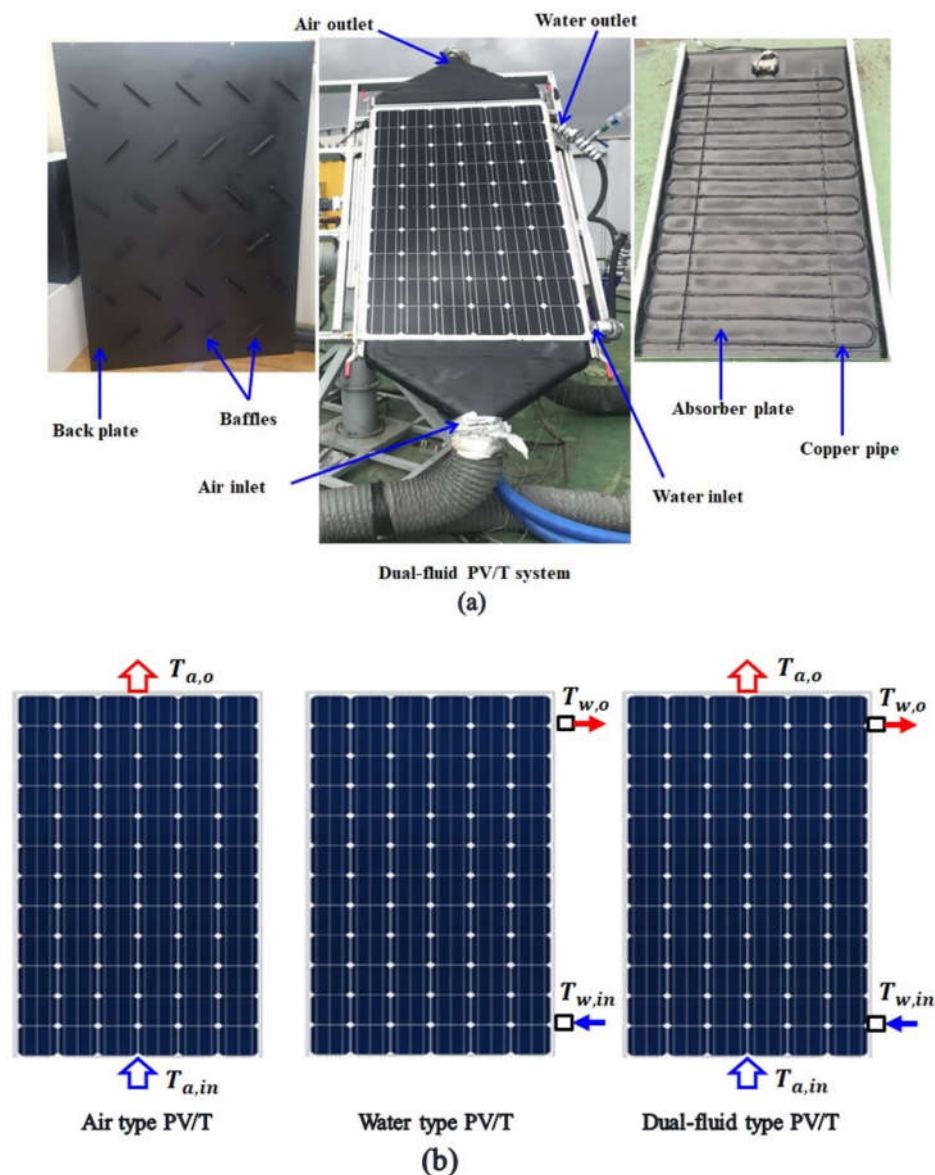 Air outlet
Water outlet
Back plate
Baffles
Air inlet
Absorber plate
Copper pipe
Water inlet
Dual-fluid PV/T system
(a)
T_{a,o}
T_{w,o}
T_{a,o}
T_{w,o}
T_{w,in}
T_{w,in}
T_{a,in}
T_{a,in}
Air type PV/T
Water type PV/T
Dual-fluid type PV/T
(b)